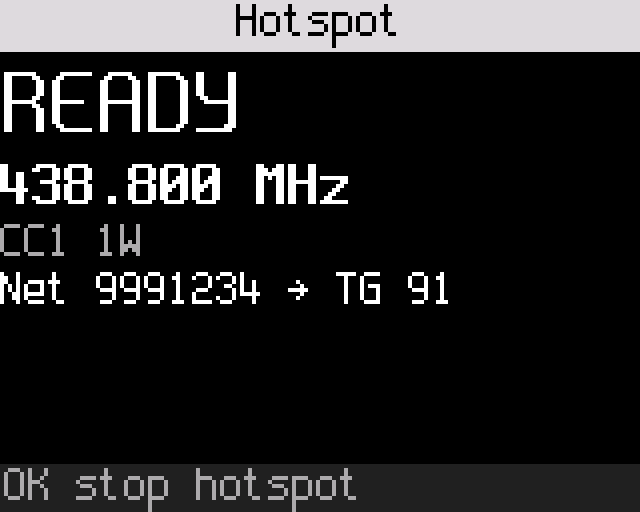 Hotspot
READY
438.800 MHz
CC1 1W
Net 9991234 → TG 91
OK stop hotspot